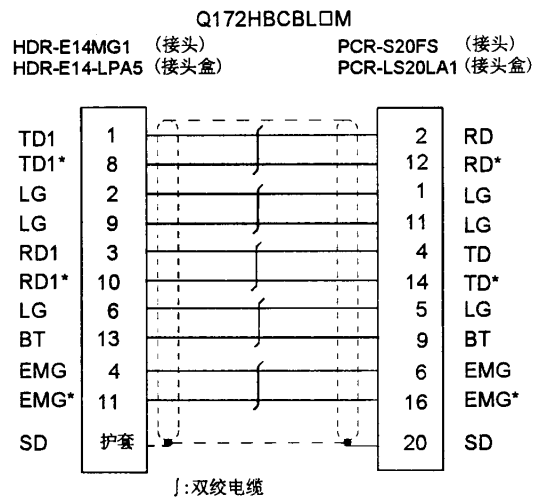 Q172HBCBL□M
HDR-E14MG1 (接头) PCR-S20FS (接头)
HDR-E14-LPA5 (接头盒) PCR-LS20LA1 (接头盒)
TD1 1 2 RD
TD1* 8 12 RD*
LG 2 1 LG
LG 9 11 LG
RD1 3 4 TD
RD1* 10 14 TD*
LG 6 5 LG
BT 13 9 BT
EMG 4 6 EMG
EMG* 11 16 EMG*
SD 护套 20 SD
∫:双绞电缆